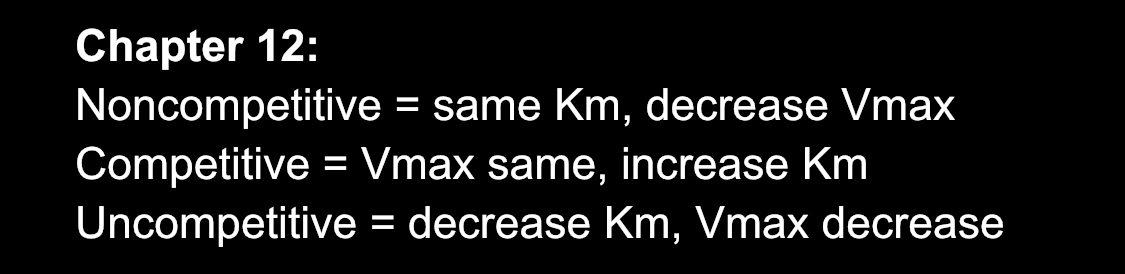 Chapter 12:
Noncompetitive = same Km, decrease Vmax
Competitive = Vmax same, increase Km
Uncompetitive = decrease Km, Vmax decrease